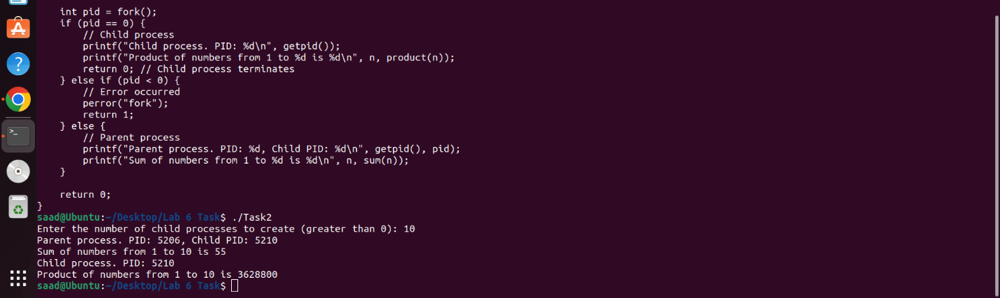 int pid = fork();
    if (pid == 0) {
        // Child process
        printf("Child process. PID: %d\n", getpid());
        printf("Product of numbers from 1 to %d is %d\n", n, product(n));
        return 0; // Child process terminates
    } else if (pid < 0) {
        // Error occurred
        perror("fork");
        return 1;
    } else {
        // Parent process
        printf("Parent process. PID: %d, Child PID: %d\n", getpid(), pid);
        printf("Sum of numbers from 1 to %d is %d\n", n, sum(n));
    }

    return 0;
}
saad@Ubuntu:~/Desktop/Lab 6 Task$ ./Task2
Enter the number of child processes to create (greater than 0): 10
Parent process. PID: 5206, Child PID: 5210
Sum of numbers from 1 to 10 is 55
Child process. PID: 5210
Product of numbers from 1 to 10 is 3628800
saad@Ubuntu:~/Desktop/Lab 6 Task$